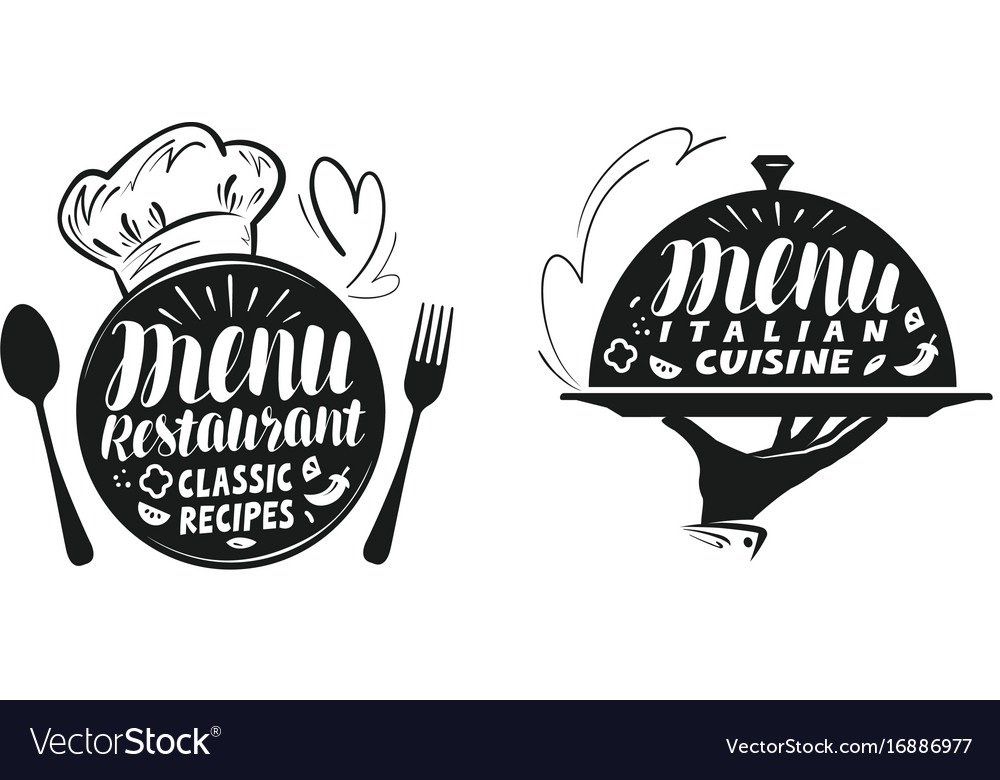 menu
Restaurant
CLASSIC
RECIPES
menu
ITALIAN
CUISINE
VectorStock®
VectorStock.com/16886977